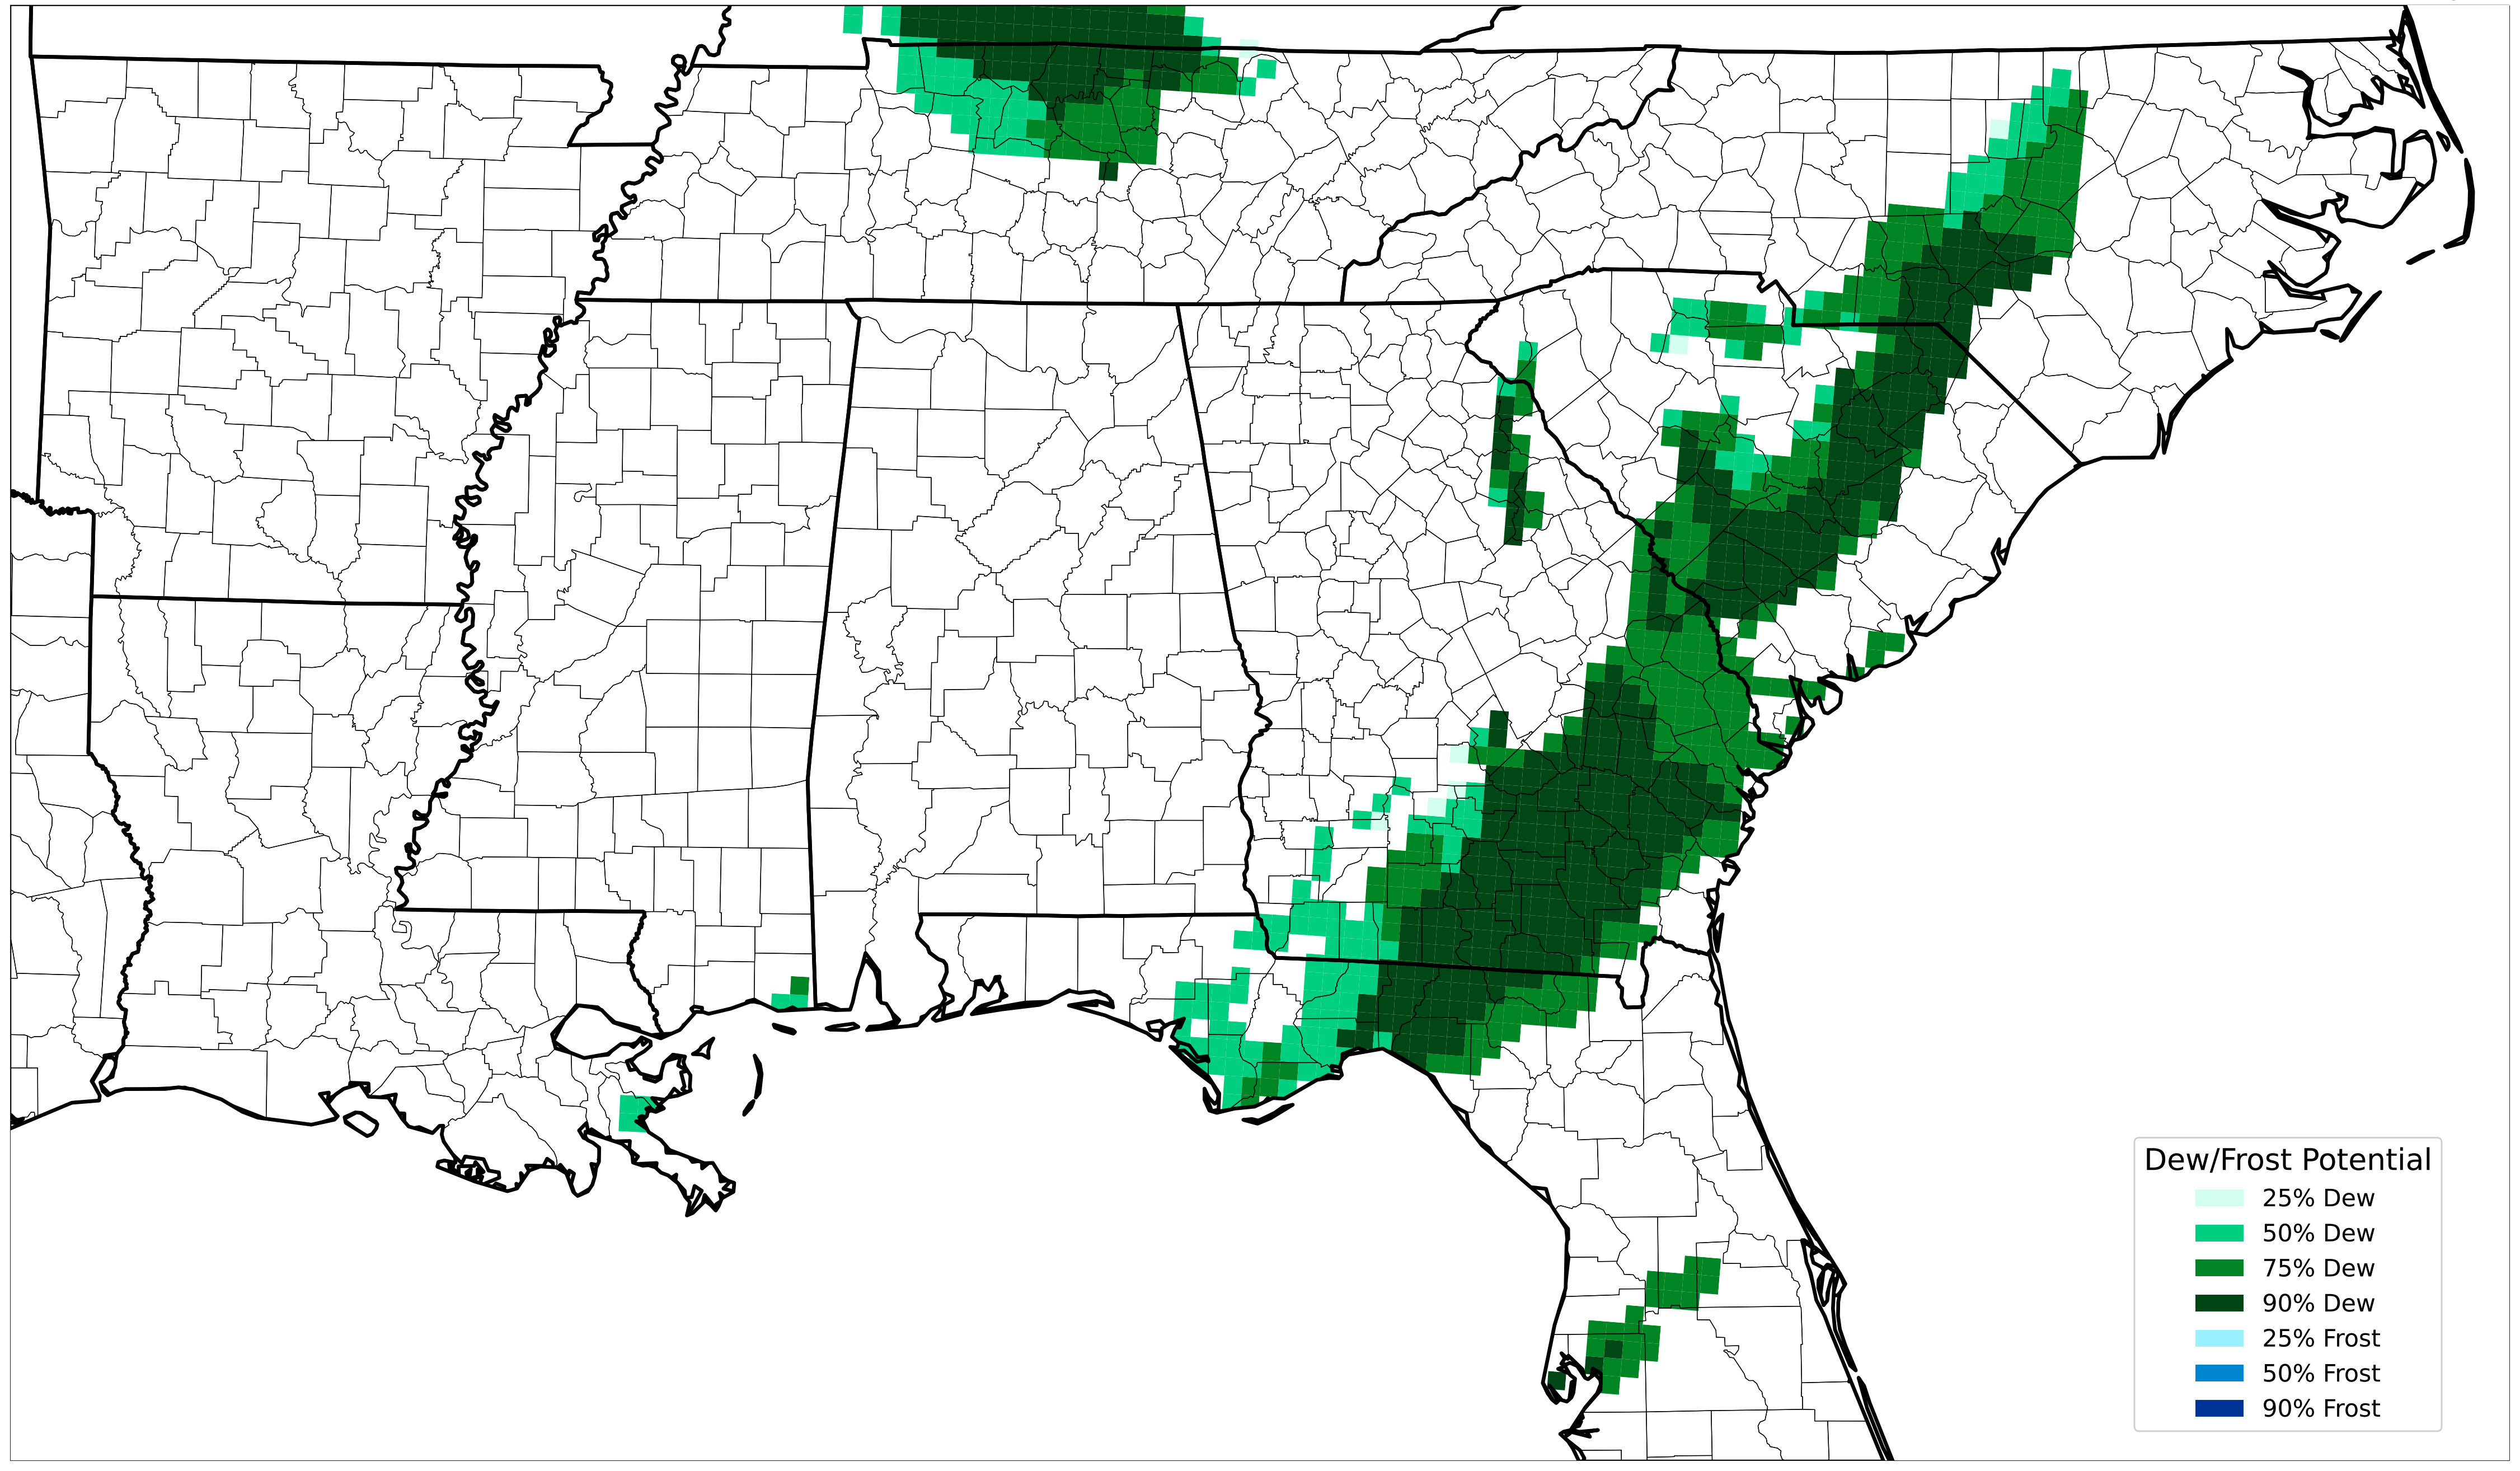 Dew/Frost Potential
25% Dew
50% Dew
75% Dew
90% Dew
25% Frost
50% Frost
90% Frost